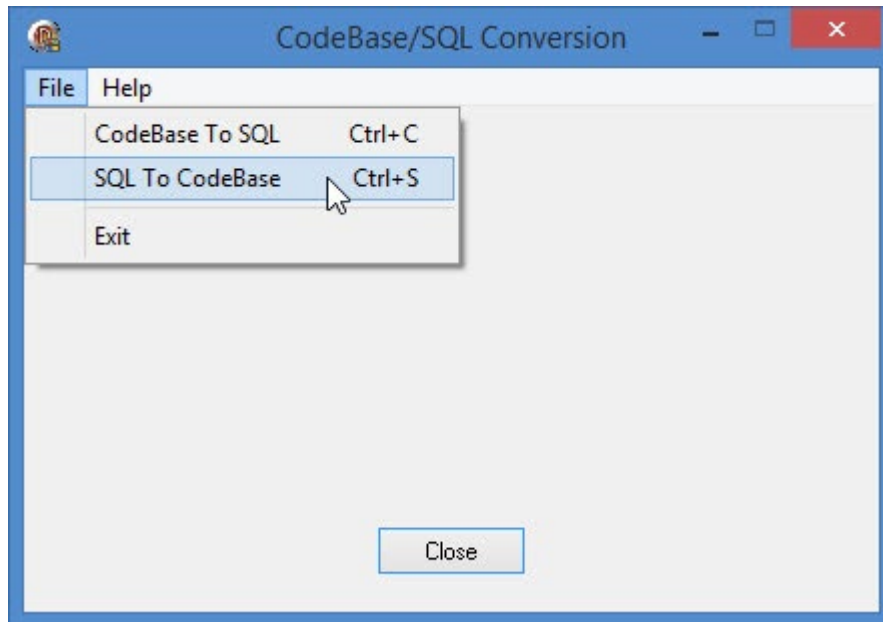 CodeBase/SQL Conversion
File Help
CodeBase To SQL Ctrl+C
SQL To CodeBase Ctrl+S
Exit
Close